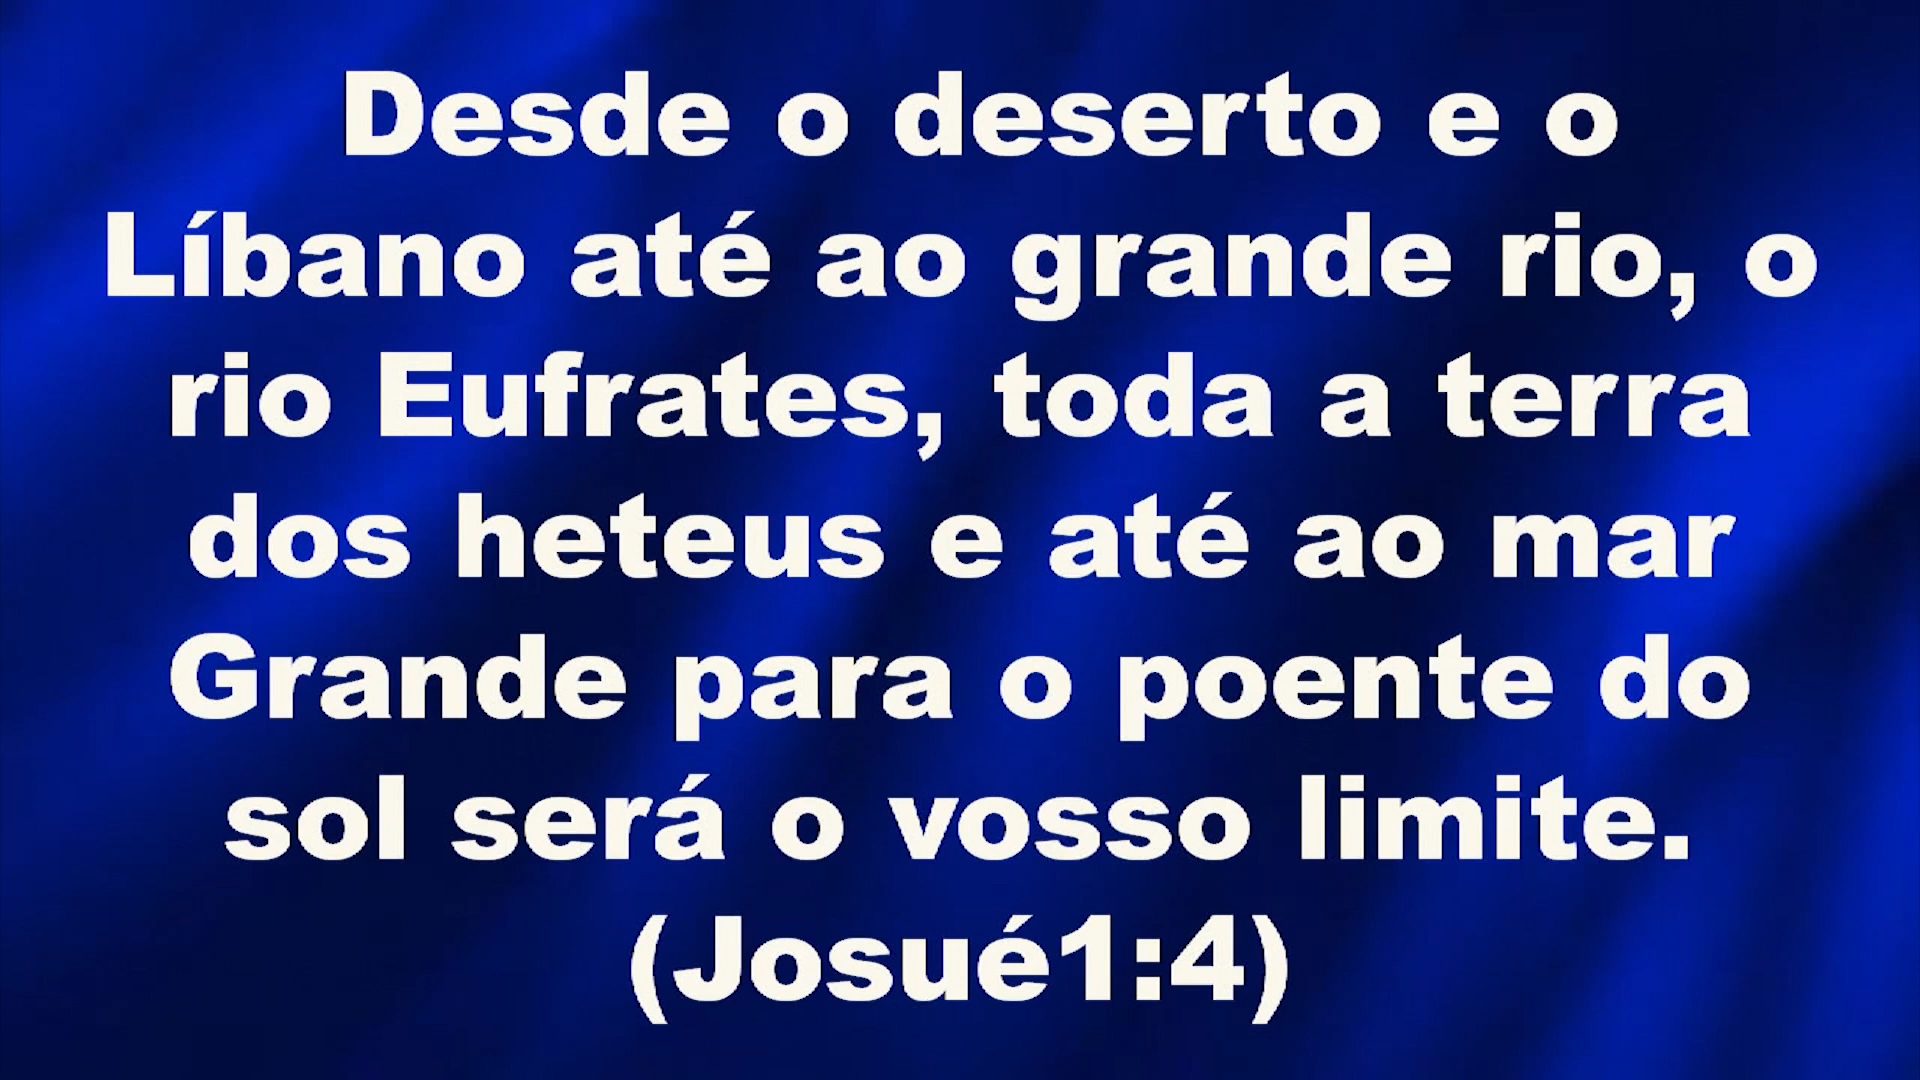 Desde o deserto e o
Líbano até ao grande rio, o
rio Eufrates, toda a terra
dos heteus e até ao mar
Grande para o poente do
sol será o vosso limite.
(Josué1:4)